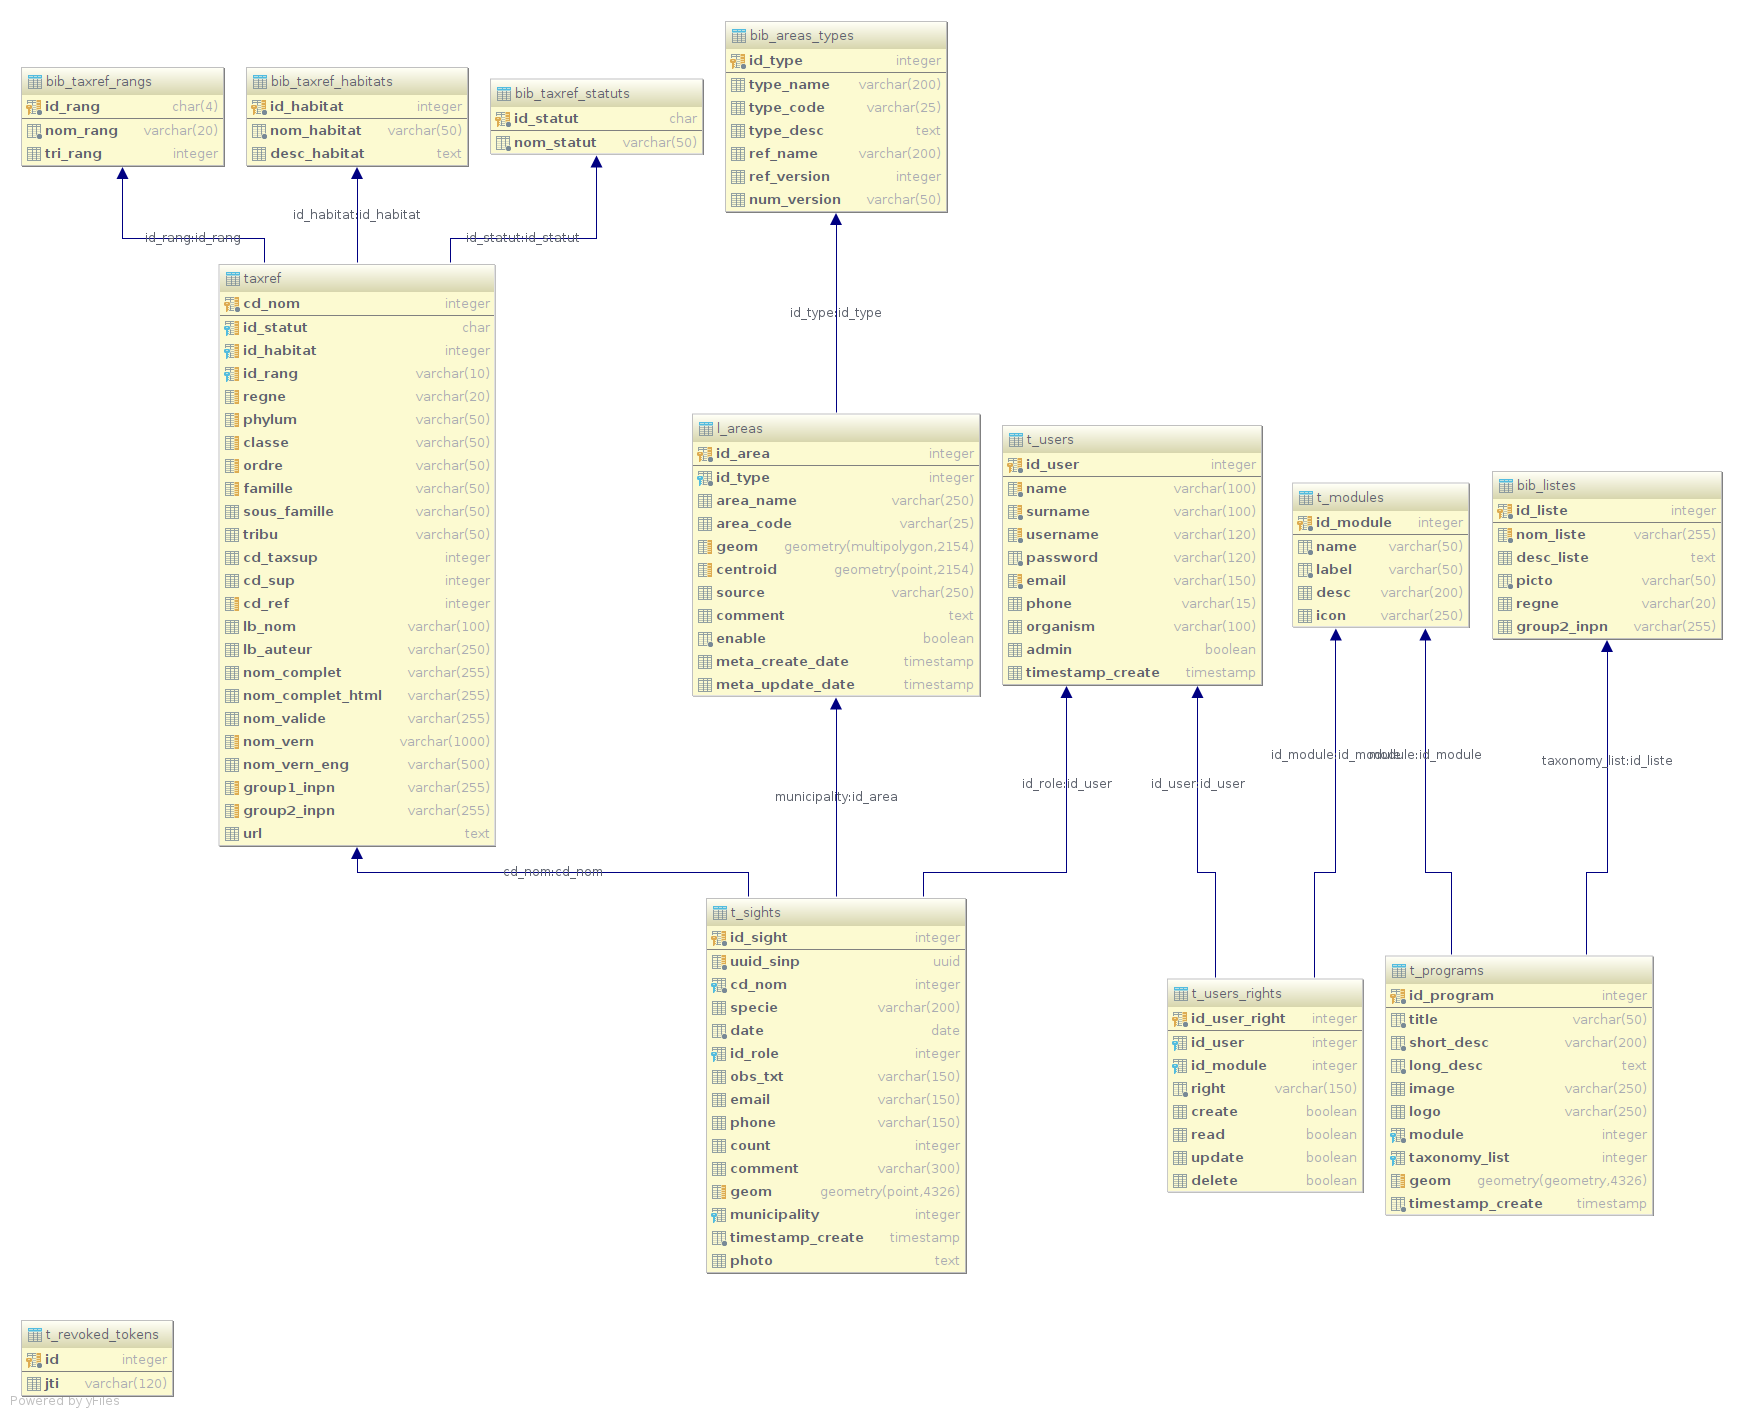 bib_taxref_rangs
id_rang char(4)
nom_rang varchar(20)
tri_rang integer
bib_taxref_habitats
id_habitat integer
nom_habitat varchar(50)
desc_habitat text
bib_taxref_statuts
id_statut char
nom_statut varchar(50)
bib_areas_types
id_type integer
type_name varchar(200)
type_code varchar(25)
type_desc text
ref_name varchar(200)
ref_version integer
num_version varchar(50)
id_rang:id_rang
id_habitat:id_habitat
id_statut:id_statut
id_type:id_type
taxref
cd_nom integer
id_statut char
id_habitat integer
id_rang varchar(10)
regne varchar(20)
phylum varchar(50)
classe varchar(50)
ordre varchar(50)
famille varchar(50)
sous_famille varchar(50)
tribu varchar(50)
cd_taxsup integer
cd_sup integer
cd_ref integer
lb_nom varchar(100)
lb_auteur varchar(250)
nom_complet varchar(255)
nom_complet_html varchar(255)
nom_valide varchar(255)
nom_vern varchar(1000)
nom_vern_eng varchar(500)
group1_inpn varchar(255)
group2_inpn varchar(255)
url text
l_areas
id_area integer
id_type integer
area_name varchar(250)
area_code varchar(25)
geom geometry(multipolygon,2154)
centroid geometry(point,2154)
source varchar(250)
comment text
enable boolean
meta_create_date timestamp
meta_update_date timestamp
t_users
id_user integer
name varchar(100)
surname varchar(100)
username varchar(120)
password varchar(120)
email varchar(150)
phone varchar(15)
organism varchar(100)
admin boolean
timestamp_create timestamp
t_modules
id_module integer
name varchar(50)
label varchar(50)
desc varchar(200)
icon varchar(250)
bib_listes
id_liste integer
nom_liste varchar(255)
desc_liste text
picto varchar(50)
regne varchar(20)
group2_inpn varchar(255)
cd_nom:cd_nom
municipality:id_area
id_role:id_user
id_user:id_user
id_module:id_module
module:id_module
taxonomy_list:id_liste
t_sights
id_sight integer
uuid_sinp uuid
cd_nom integer
specie varchar(200)
date date
id_role integer
obs_txt varchar(150)
email varchar(150)
phone varchar(150)
count integer
comment varchar(300)
geom geometry(point,4326)
municipality integer
timestamp_create timestamp
photo text
t_users_rights
id_user_right integer
id_user integer
id_module integer
right varchar(150)
create boolean
read boolean
update boolean
delete boolean
t_programs
id_program integer
title varchar(50)
short_desc varchar(200)
long_desc text
image varchar(250)
logo varchar(250)
module integer
taxonomy_list integer
geom geometry(geometry,4326)
timestamp_create timestamp
t_revoked_tokens
id integer
jti varchar(120)
Powered by yFiles